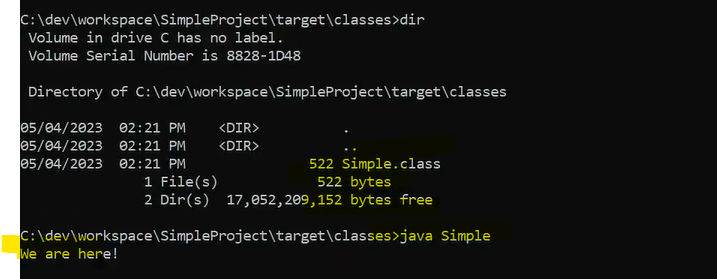 C:\dev\workspace\SimpleProject\target\classes>dir
Volume in drive C has no label.
Volume Serial Number is 8828-1D48
Directory of C:\dev\workspace\SimpleProject\target\classes
05/04/2023 02:21 PM <DIR> .
05/04/2023 02:21 PM <DIR> ..
05/04/2023 02:21 PM 522 Simple.class
1 File(s) 522 bytes
2 Dir(s) 17,052,209,152 bytes free
C:\dev\workspace\SimpleProject\target\classes>java Simple
We are here!